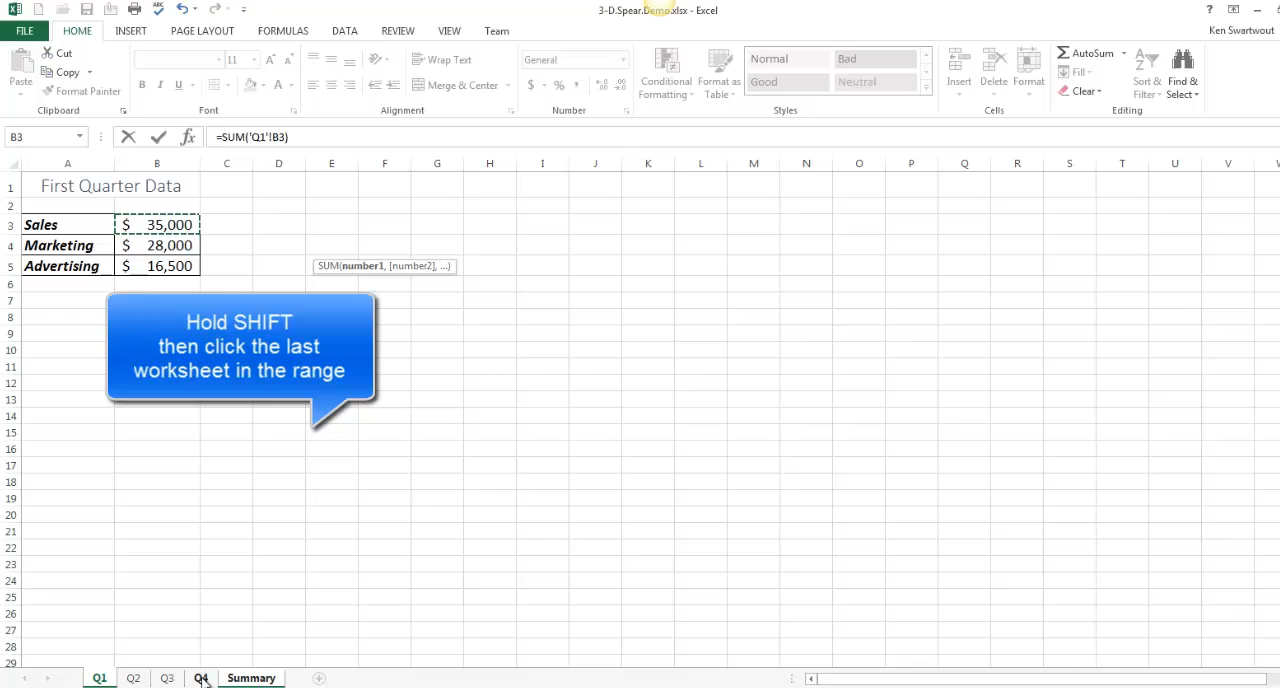 3-D.Spear.Demo.xlsx - Excel
?
FILE HOME INSERT PAGE LAYOUT FORMULAS DATA REVIEW VIEW Team
Ken Swartwout
Paste
Cut
Copy
Format Painter
Clipboard
11
B I U
Font
Wrap Text
Merge & Center
Alignment
General
$ % ,
Number
Conditional
Formatting
Format as
Table
Normal Bad
Good Neutral
Styles
Insert Delete Format
Cells
AutoSum
Fill
Clear
Sort &
Filter
Find &
Select
Editing
B3 fx =SUM('Q1'!B3)
A B C D E F G H I J K L M N O P Q R S T U V
1 First Quarter Data
2
3 Sales $ 35,000
4 Marketing $ 28,000
5 Advertising $ 16,500
SUM(number1, [number2], ...)
6
7
8
9
10
11
12
13
14
15
16
17
18
19
20
21
22
23
24
25
26
27
28
29
Hold SHIFT
then click the last
worksheet in the range
Q1 Q2 Q3 Q4 Summary